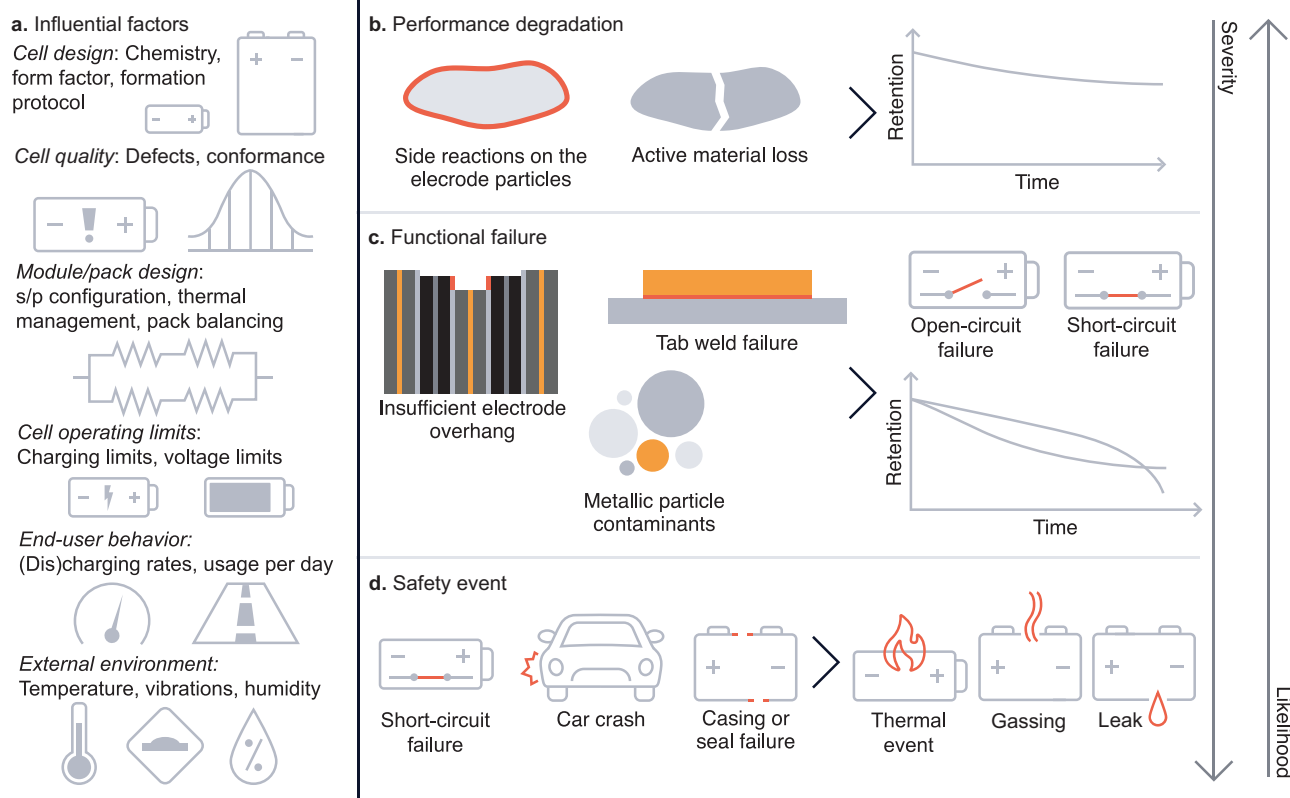 a. Influential factors
Cell design: Chemistry,
form factor, formation
protocol
Cell quality: Defects, conformance
Module/pack design:
s/p configuration, thermal
management, pack balancing
Cell operating limits:
Charging limits, voltage limits
End-user behavior:
(Dis)charging rates, usage per day
External environment:
Temperature, vibrations, humidity
b. Performance degradation
Side reactions on the
elecrode particles
Active material loss
Retention
Time
c. Functional failure
Insufficient electrode
overhang
Tab weld failure
Metallic particle
contaminants
Open-circuit
failure
Short-circuit
failure
Retention
Time
d. Safety event
Short-circuit
failure
Car crash
Casing or
seal failure
Thermal
event
Gassing
Leak
Severity
Likelihood